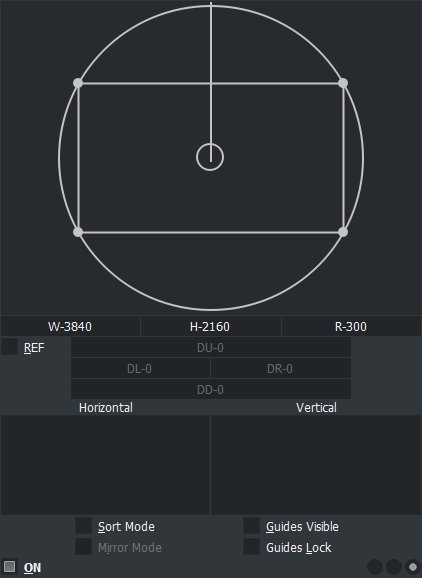 W-3840 H-2160 R-300
REF DU-0
DL-0 DR-0
DD-0
Horizontal Vertical
Sort Mode Guides Visible
Mirror Mode Guides Lock
ON